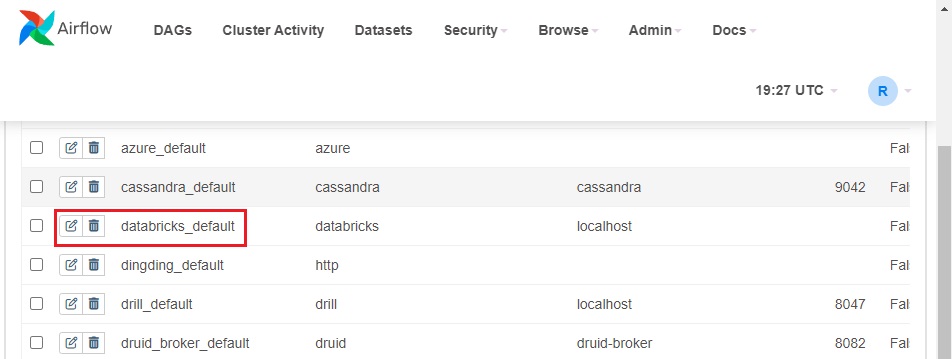 Airflow DAGs Cluster Activity Datasets Security Browse Admin Docs
19:27 UTC R
azure_default azure Fal
cassandra_default cassandra cassandra 9042 Fal
databricks_default databricks localhost Fal
dingding_default http Fal
drill_default drill localhost 8047 Fal
druid_broker_default druid druid-broker 8082 Fal